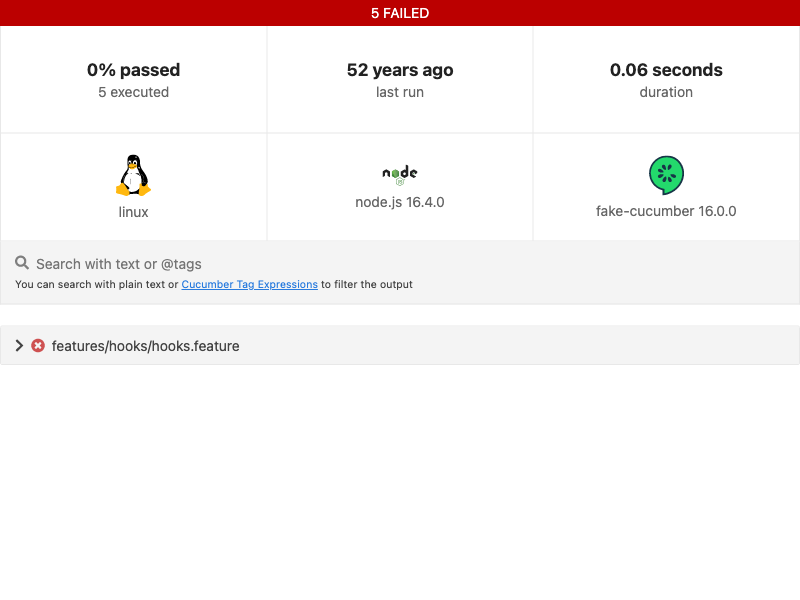 5 FAILED
0% passed
5 executed
52 years ago
last run
0.06 seconds
duration
linux
node
node.js 16.4.0
fake-cucumber 16.0.0
Search with text or @tags
You can search with plain text or Cucumber Tag Expressions to filter the output
features/hooks/hooks.feature